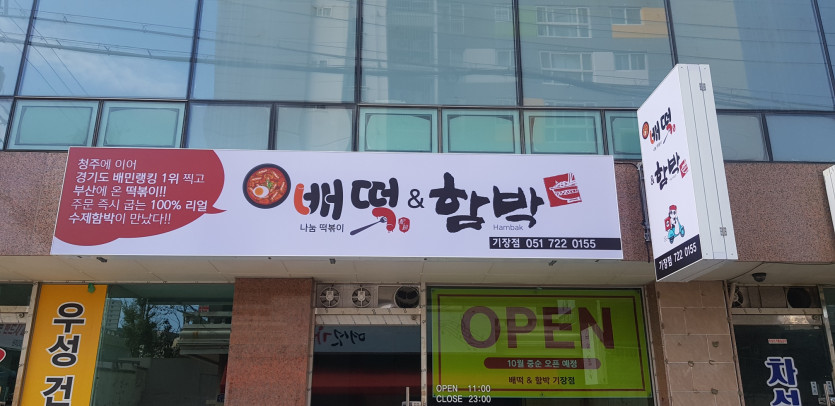 청주에 이어
경기도 배민랭킹 1위 찍고
부산에 온 떡볶이!!
주문 즉시 굽는 100% 리얼
수제함박이 만났다!!
배떡 & 함박
나눔 떡볶이
Hambak
기장점 051 722 0155
배떡
& 함박
기장점 722 0155
우성 건
OPEN
10월 중순 오픈 예정
배떡 & 함박 기장점
OPEN 11:00
CLOSE 23:00
차